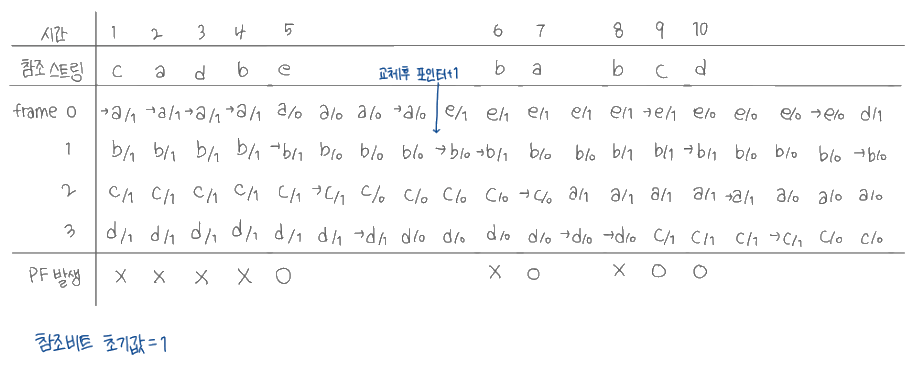 시간 1 2 3 4 5 6 7 8 9 10
참조 스트링 c a d b e b a b c d
교체후 포인터+1
frame 0 →a/1 →a/1 →a/1 →a/1 a/0 a/0 a/0 →a/0 e/1 e/1 e/1 e/1 e/1 →e/1 e/0 e/0 e/0 →e/0 d/1
1 b/1 b/1 b/1 b/1 →b/1 b/0 b/0 b/0 →b/0 →b/1 b/0 b/0 b/1 b/1 →b/1 b/0 b/0 b/0 →b/0
2 c/1 c/1 c/1 c/1 c/1 →c/1 c/0 c/0 c/0 c/0 →c/0 a/1 a/1 a/1 a/1 →a/1 a/0 a/0 a/0
3 d/1 d/1 d/1 d/1 d/1 d/1 →d/1 d/0 d/0 d/0 d/0 →d/0 →d/0 c/1 c/1 c/1 →c/1 c/0 c/0
PF 발생 X X X X O X O X O O
참조비트 초기값=1